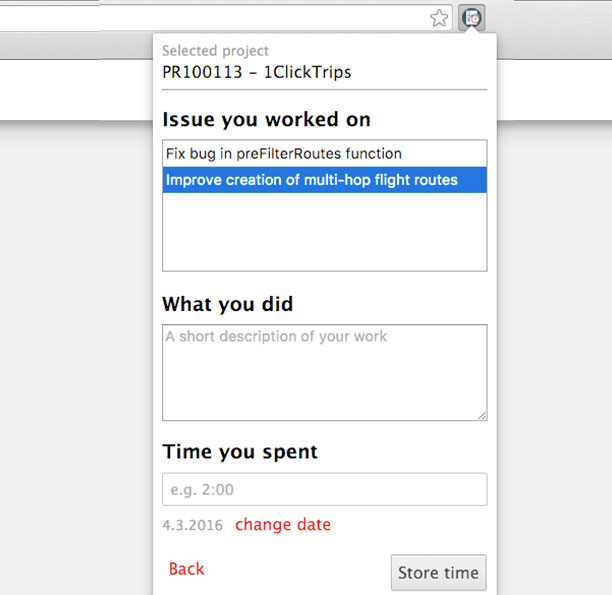 Selected project
PR100113 – 1ClickTrips
Issue you worked on
Fix bug in preFilterRoutes function
Improve creation of multi-hop flight routes
What you did
A short description of your work
Time you spent
e.g. 2:00
4.3.2016 change date
Back Store time